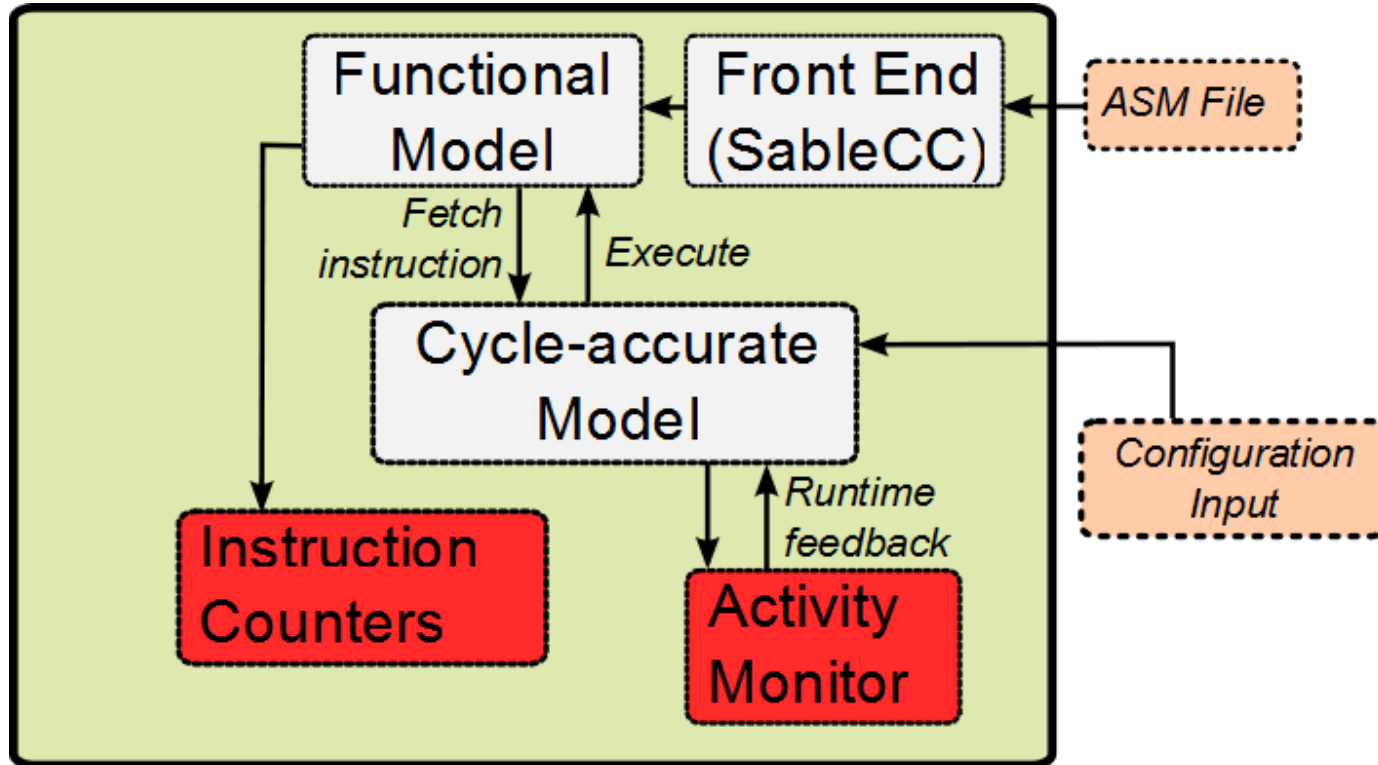 Functional
Model
Front End
(SableCC)
ASM File
Fetch
instruction
Execute
Cycle-accurate
Model
Configuration
Input
Runtime
feedback
Instruction
Counters
Activity
Monitor